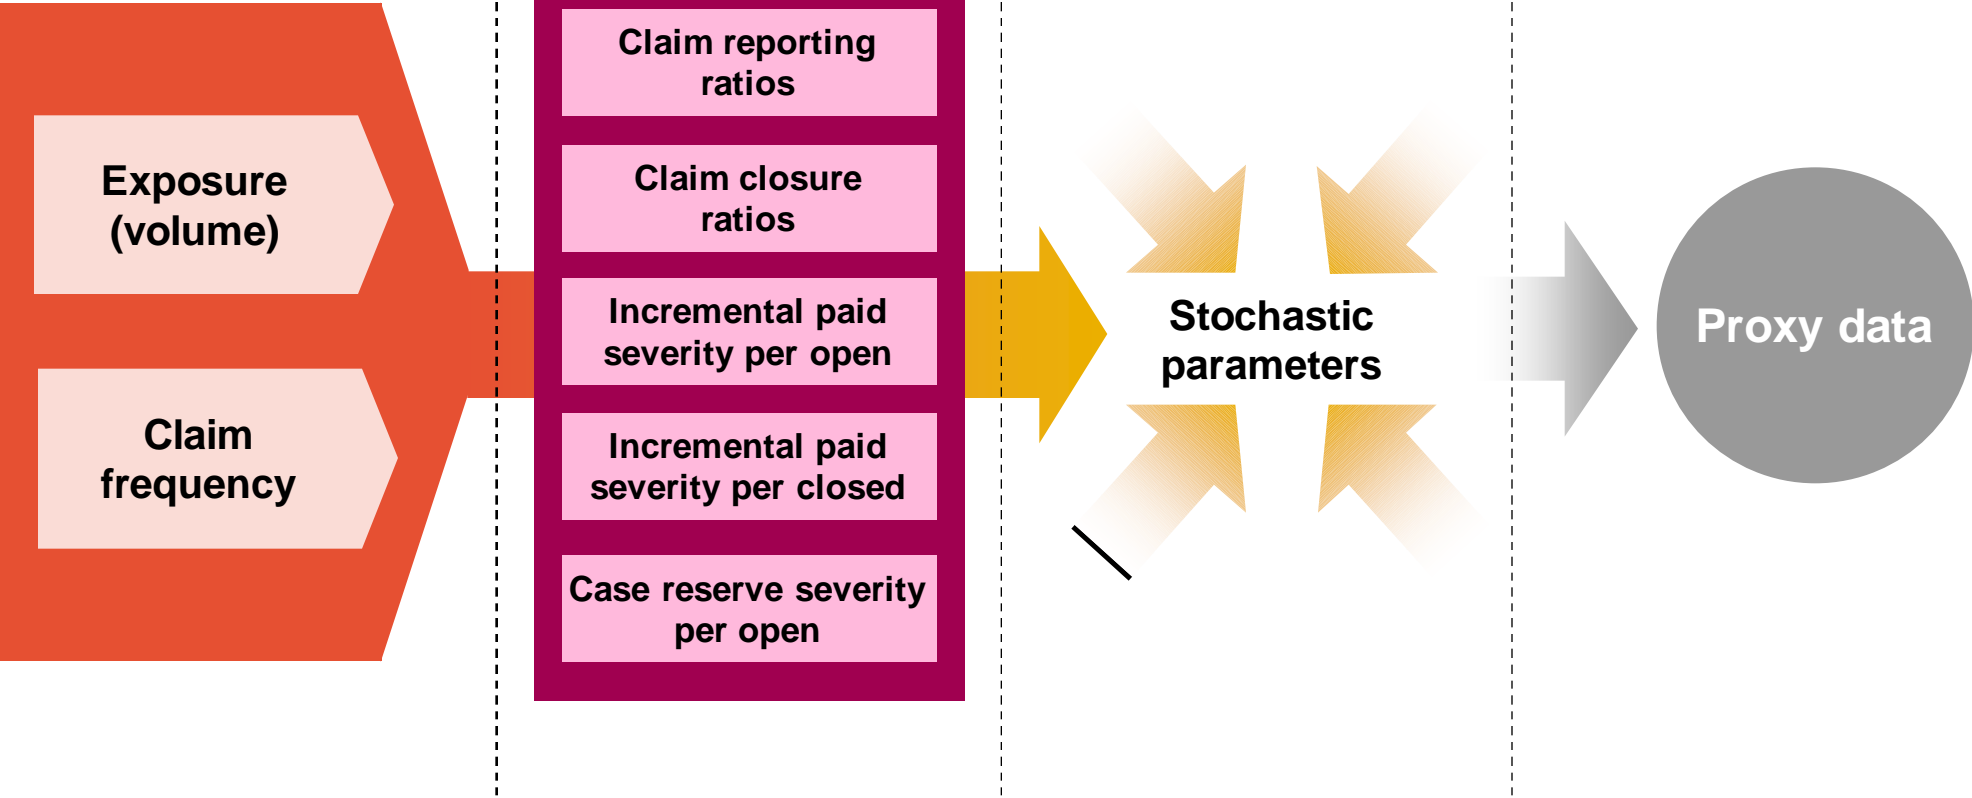 Exposure
(volume)
Claim
frequency
Claim reporting
ratios
Claim closure
ratios
Incremental paid
severity per open
Incremental paid
severity per closed
Case reserve severity
per open
Stochastic
parameters
Proxy data